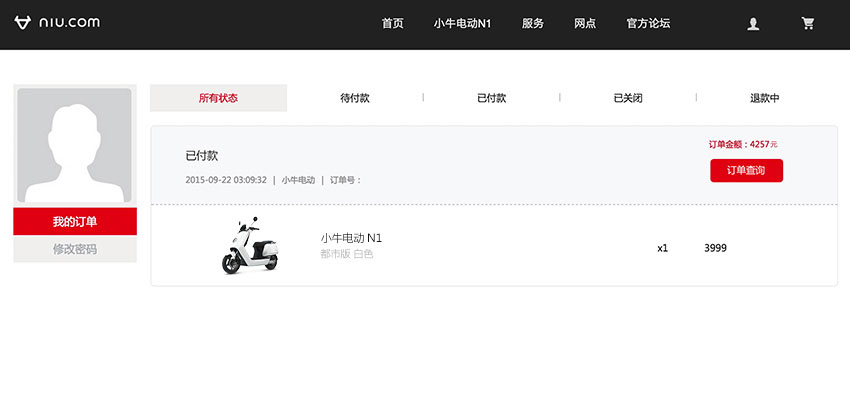 niu.com
首页 小牛电动N1 服务 网点 官方论坛
所有状态 待付款 已付款 已关闭 退款中
订单金额：4257元
已付款
订单查询
2015-09-22 03:09:32 | 小牛电动 | 订单号：
我的订单
修改密码
小牛电动 N1
都市版 白色
x1 3999